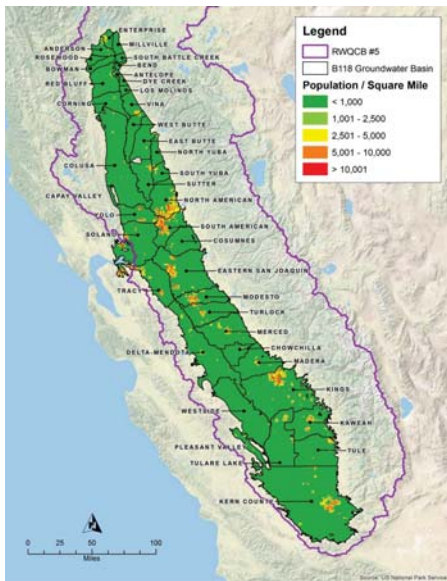 ENTERPRISE
MILLVILLE
ANDERSON
ROSEWOOD
SOUTH BATTLE CREEK
BEND
BOWMAN
ANTELOPE
DYE CREEK
RED BLUFF
LOS MOLINOS
CORNING
VINA
WEST BUTTE
EAST BUTTE
NORTH YUBA
COLUSA
SOUTH YUBA
SUTTER
CAPAY VALLEY
NORTH AMERICAN
YOLO
SOUTH AMERICAN
SOLANO
COSUMNES
EASTERN SAN JOAQUIN
TRACY
MODESTO
TURLOCK
MERCED
CHOWCHILLA
DELTA-MENDOTA
MADERA
KINGS
WESTSIDE
KAWEAH
PLEASANT VALLEY
TULE
TULARE LAKE
KERN COUNTY
Legend
RWQCB #5
B118 Groundwater Basin
Population / Square Mile
< 1,000
1,001 - 2,500
2,501 - 5,000
5,001 - 10,000
> 10,001
0 25 50 100
Miles
Source: US National Park Service